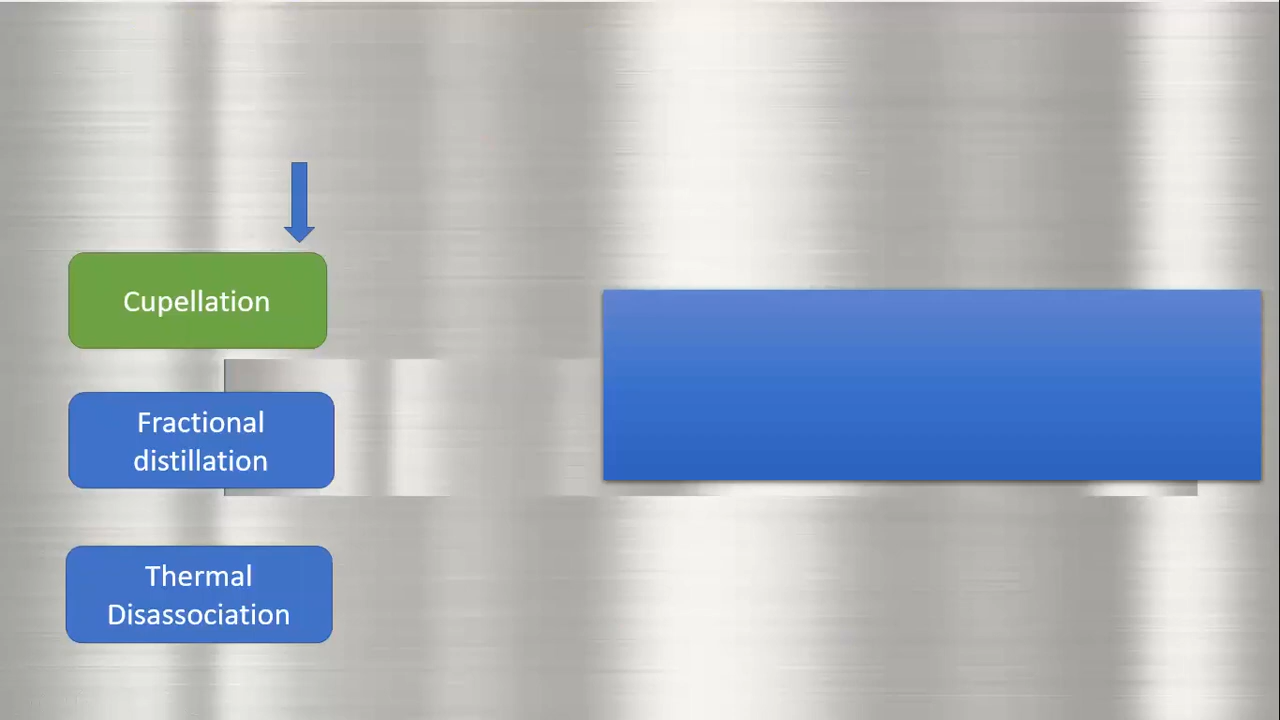 Cupellation
Fractional
distillation
Thermal
Disassociation